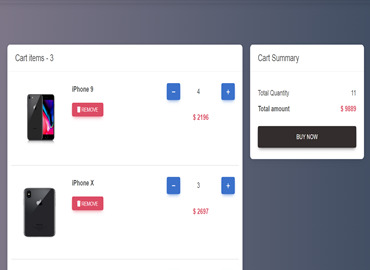 Cart items - 3
iPhone 9
REMOVE
− 4 +
$ 2196
iPhone X
REMOVE
− 3 +
$ 2697
Cart Summary
Total Quantity 11
Total amount $ 9889
BUY NOW